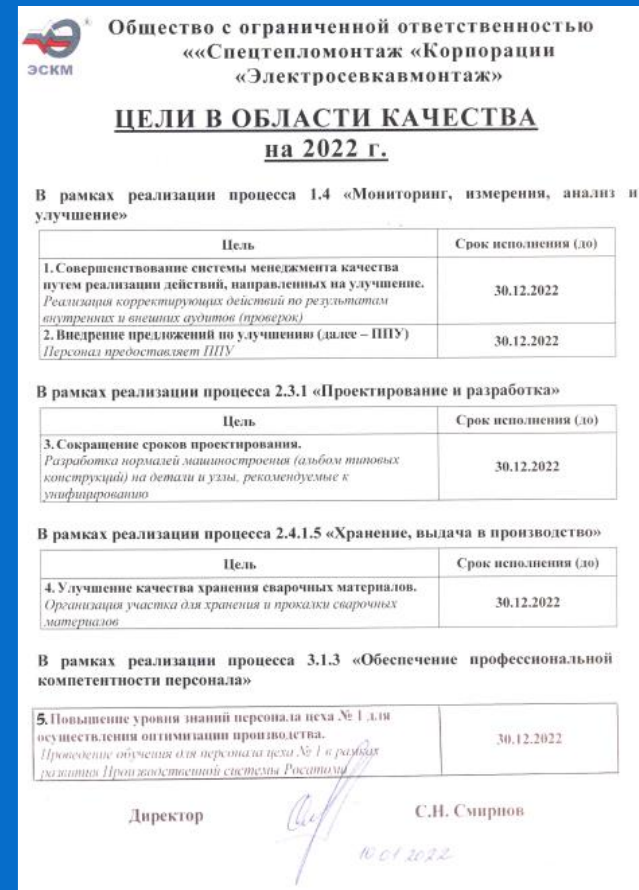 Общество с ограниченной ответственностью
««Спецтепломонтаж «Корпорации
«Электросевкавмонтаж»
ЭСКМ
ЦЕЛИ В ОБЛАСТИ КАЧЕСТВА
на 2022 г.
В рамках реализации процесса 1.4 «Мониторинг, измерения, анализ и
улучшение»
Цель Срок исполнения (до)
1. Совершенствование системы менеджмента качества
путем реализации действий, направленных на улучшение.
Реализация корректирующих действий по результатам
внутренних и внешних аудитов (проверок)
30.12.2022
2. Внедрение предложений по улучшению (далее – ППУ)
Персонал предоставляет ППУ
30.12.2022
В рамках реализации процесса 2.3.1 «Проектирование и разработка»
Цель Срок исполнения (до)
3. Сокращение сроков проектирования.
Разработка нормалей машиностроения (альбом типовых
конструкций) на детали и узлы, рекомендуемые к
унифицированию
30.12.2022
В рамках реализации процесса 2.4.1.5 «Хранение, выдача в производство»
Цель Срок исполнения (до)
4. Улучшение качества хранения сварочных материалов.
Организация участка для хранения и прокалки сварочных
материалов
30.12.2022
В рамках реализации процесса 3.1.3 «Обеспечение профессиональной
компетентности персонала»
5. Повышение уровня знаний персонала цеха № 1 для
осуществления оптимизации производства.
Проведение обучения для персонала цеха № 1 в рамках
развития Производственной системы Росатома
30.12.2022
Директор С.Н. Смирнов
10.01.2022